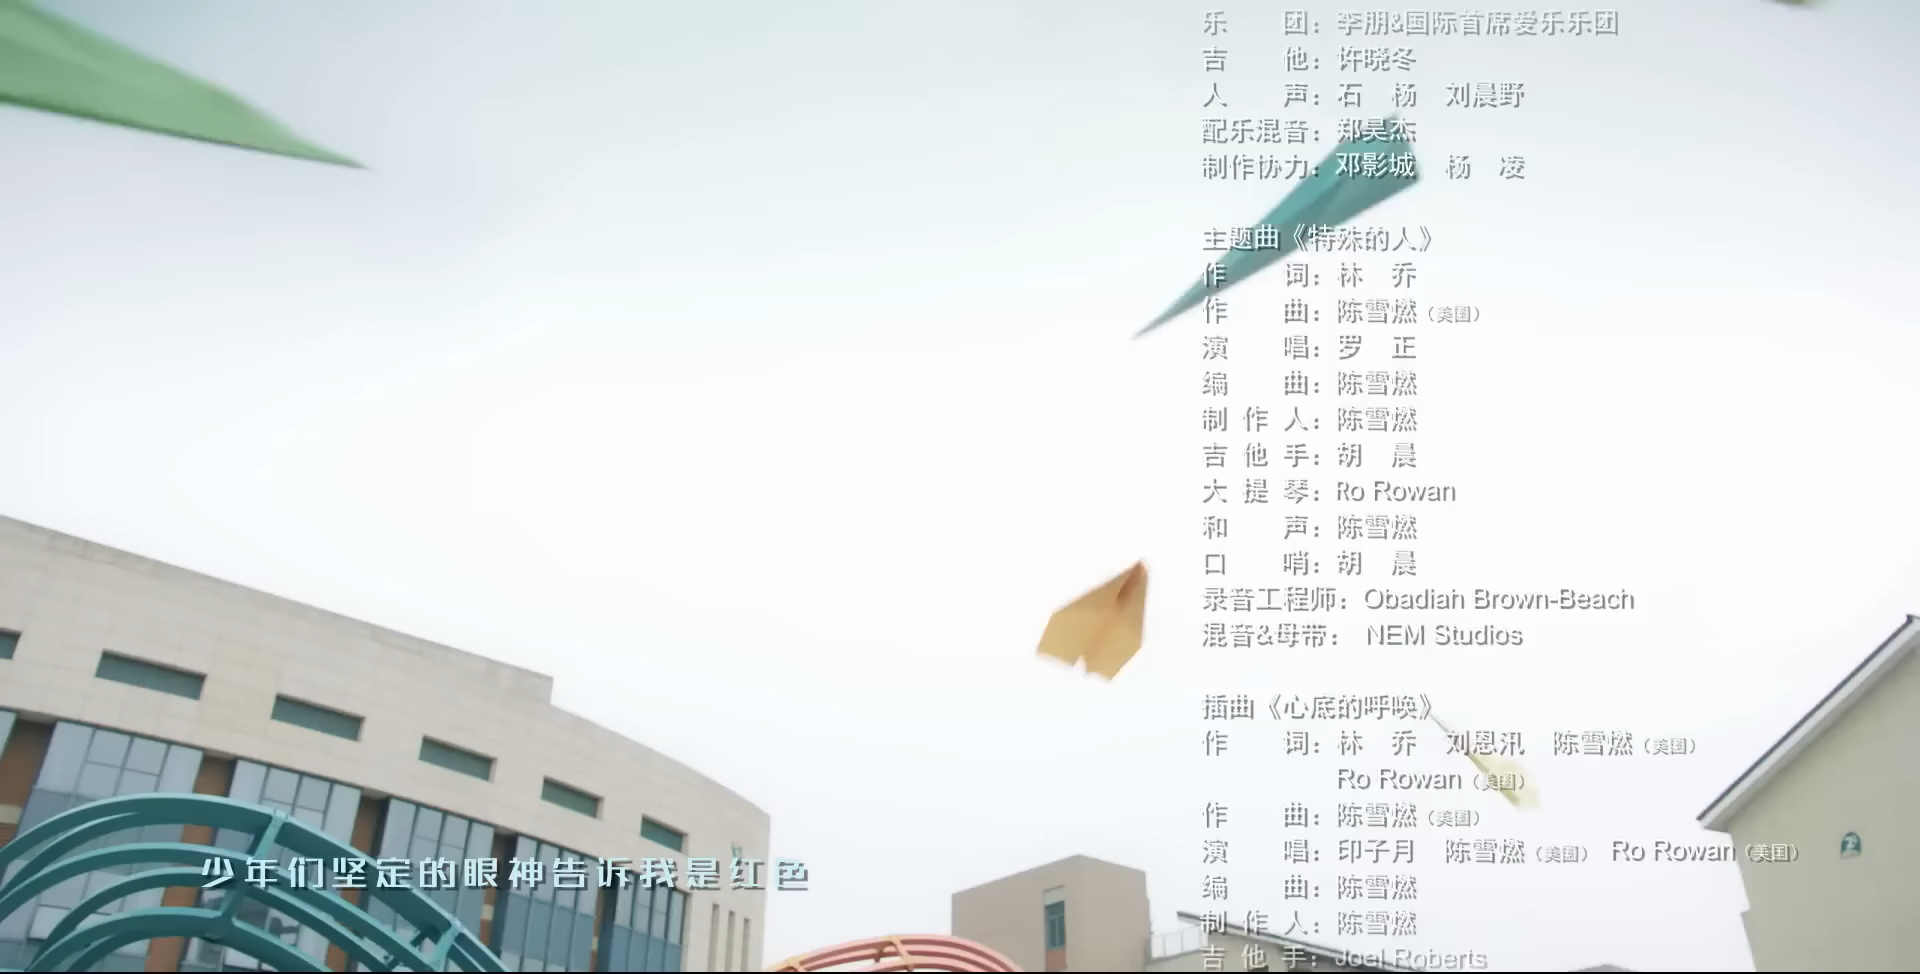 乐 团：李朋&国际首席爱乐乐团
吉 他：许晓冬
人 声：石 杨 刘晨野
配乐混音：郑昊杰
制作协力：邓影城 杨 凌
主题曲《特殊的人》
作 词：林 乔
作 曲：陈雪燃（美国）
演 唱：罗 正
编 曲：陈雪燃
制 作 人：陈雪燃
吉 他 手：胡 晨
大 提 琴：Ro Rowan
和 声：陈雪燃
口 哨：胡 晨
录音工程师：Obadiah Brown-Beach
混音&母带： NEM Studios
插曲《心底的呼唤》
作 词：林 乔 刘恩汛 陈雪燃（美国）
Ro Rowan（美国）
作 曲：陈雪燃（美国）
演 唱：印子月 陈雪燃（美国） Ro Rowan（美国）
编 曲：陈雪燃
制 作 人：陈雪燃
吉 他 手：Joel Roberts
少年们坚定的眼神告诉我是红色